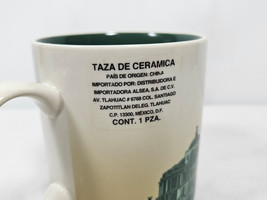 TAZA DE CERAMICA
PAÍS DE ORIGEN: CHINA
IMPORTADO POR: DISTRIBUIDORA E
IMPORTADORA ALSEA, S.A. DE C.V.
AV. TLAHUAC # 6768 COL. SANTIAGO
ZAPOTITLAN DELEG. TLAHUAC
C.P. 13300, MEXICO, D.F.
CONT. 1 PZA.